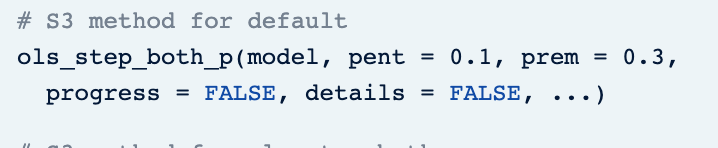 # S3 method for default
ols_step_both_p(model, pent = 0.1, prem = 0.3,
progress = FALSE, details = FALSE, ...)